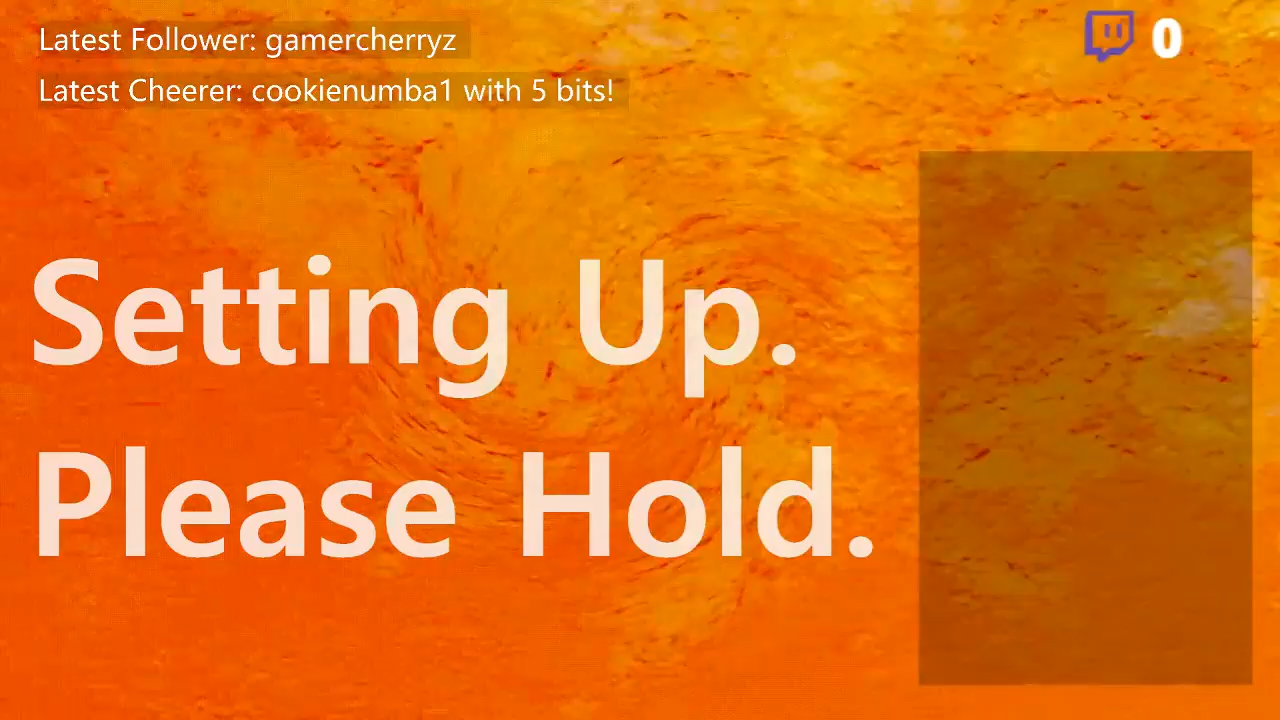 Latest Follower: gamercherryz
0
Latest Cheerer: cookienumba1 with 5 bits!
Setting Up.
Please Hold.